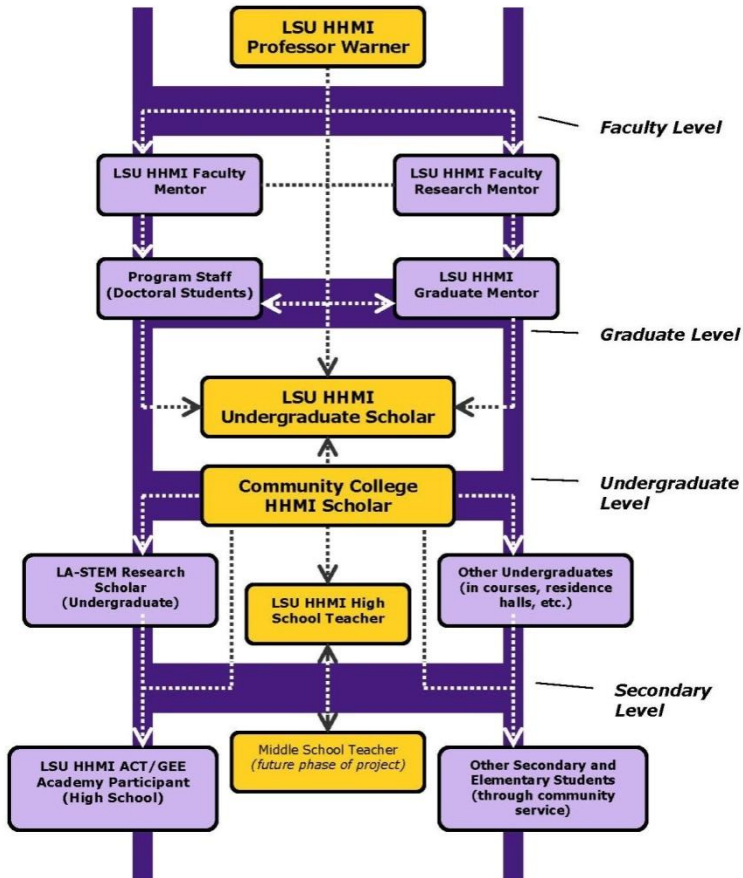 LSU HHMI
Professor Warner
Faculty Level
LSU HHMI Faculty
Mentor
LSU HHMI Faculty
Research Mentor
Program Staff
(Doctoral Students)
LSU HHMI
Graduate Mentor
Graduate Level
LSU HHMI
Undergraduate Scholar
Community College
HHMI Scholar
Undergraduate
Level
LA-STEM Research
Scholar
(Undergraduate)
LSU HHMI High
School Teacher
Other Undergraduates
(in courses, residence
halls, etc.)
Secondary
Level
LSU HHMI ACT/GEE
Academy Participant
(High School)
Middle School Teacher
(future phase of project)
Other Secondary and
Elementary Students
(through community
service)